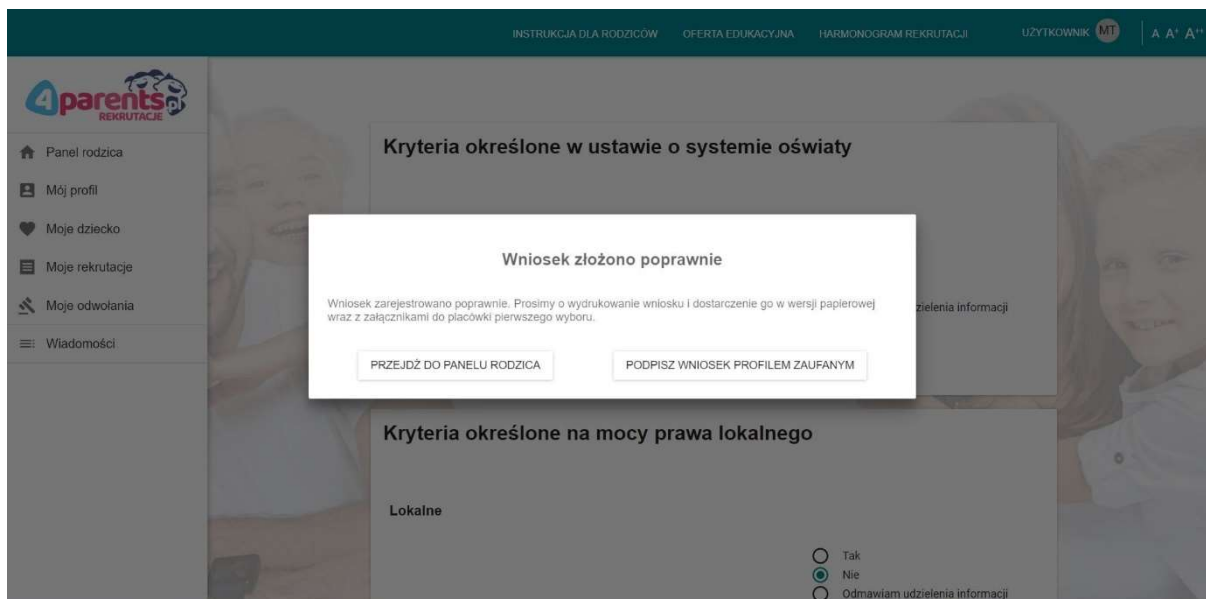 INSTRUKCJA DLA RODZICÓW OFERTA EDUKACYJNA HARMONOGRAM REKRUTACJI UŻYTKOWNIK MT A A+ A++
4parents.pl
REKRUTACJE
Panel rodzica
Mój profil
Moje dziecko
Moje rekrutacje
Moje odwołania
Wiadomości
Kryteria określone w ustawie o systemie oświaty
Wniosek złożono poprawnie
Wniosek zarejestrowano poprawnie. Prosimy o wydrukowanie wniosku i dostarczenie go w wersji papierowej
wraz z załącznikami do placówki pierwszego wyboru.
PRZEJDŹ DO PANELU RODZICA PODPISZ WNIOSEK PROFILEM ZAUFANYM
informacji
Kryteria określone na mocy prawa lokalnego
Lokalne
Tak
Nie
Odmawiam udzielenia informacji